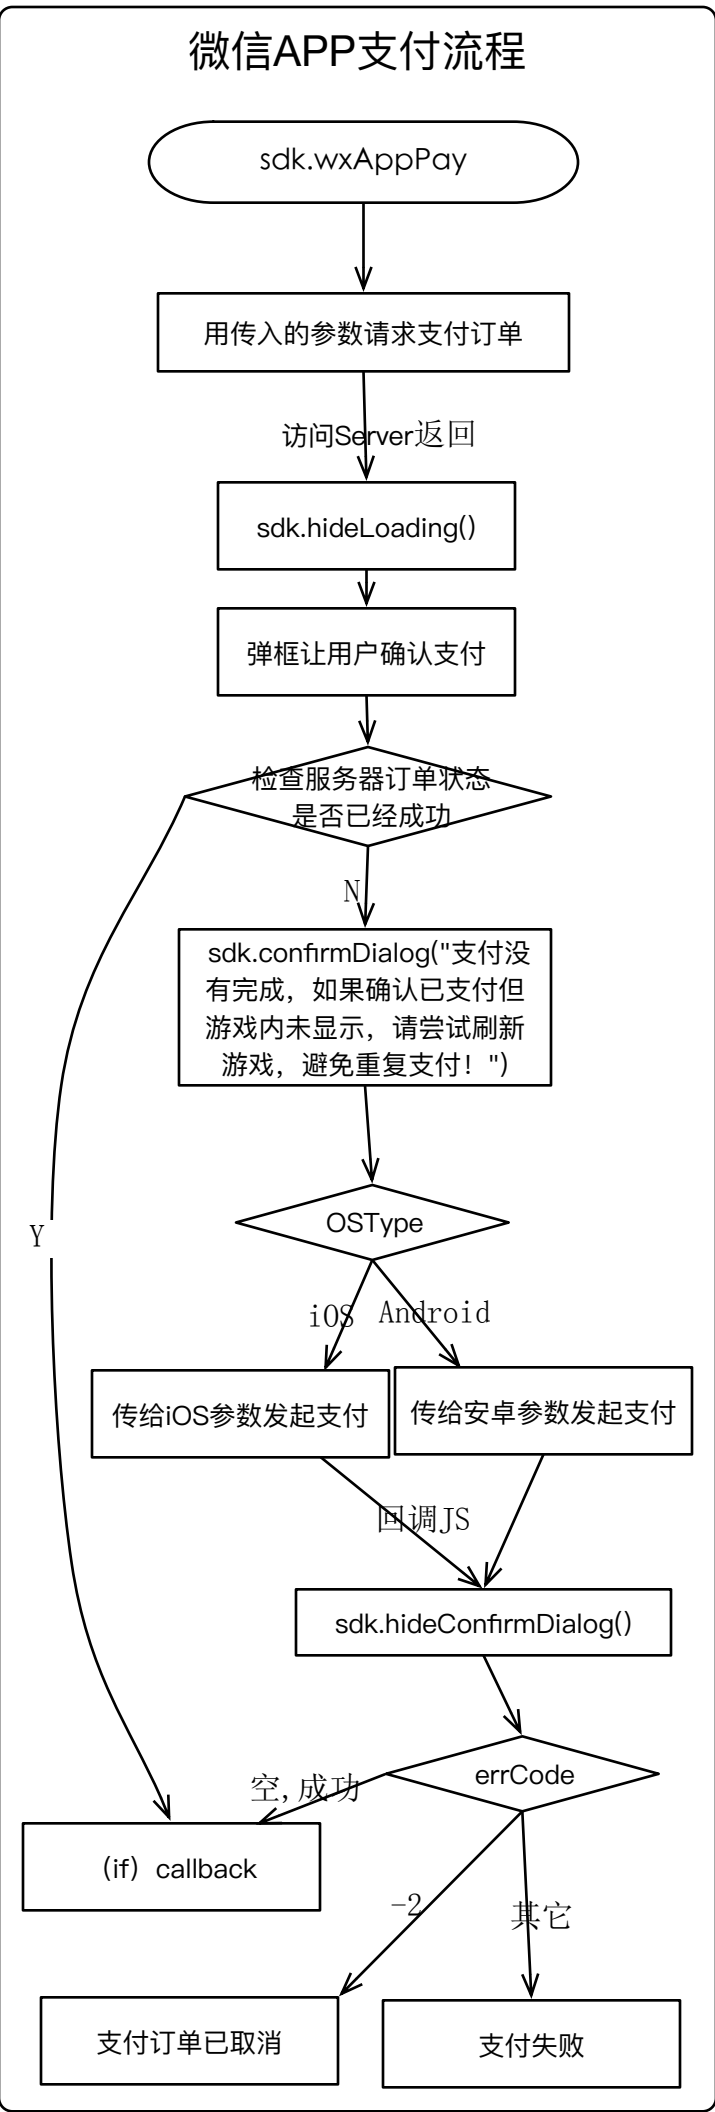 微信APP支付流程
sdk.wxAppPay
用传入的参数请求支付订单
访问Server返回
sdk.hideLoading()
弹框让用户确认支付
检查服务器订单状态
是否已经成功
N
sdk.confirmDialog("支付没
有完成，如果确认已支付但
游戏内未显示，请尝试刷新
游戏，避免重复支付！")
OSType
Y
iOS
Android
传给iOS参数发起支付
传给安卓参数发起支付
回调JS
sdk.hideConfirmDialog()
errCode
空,成功
（if）callback
-2
其它
支付订单已取消
支付失败